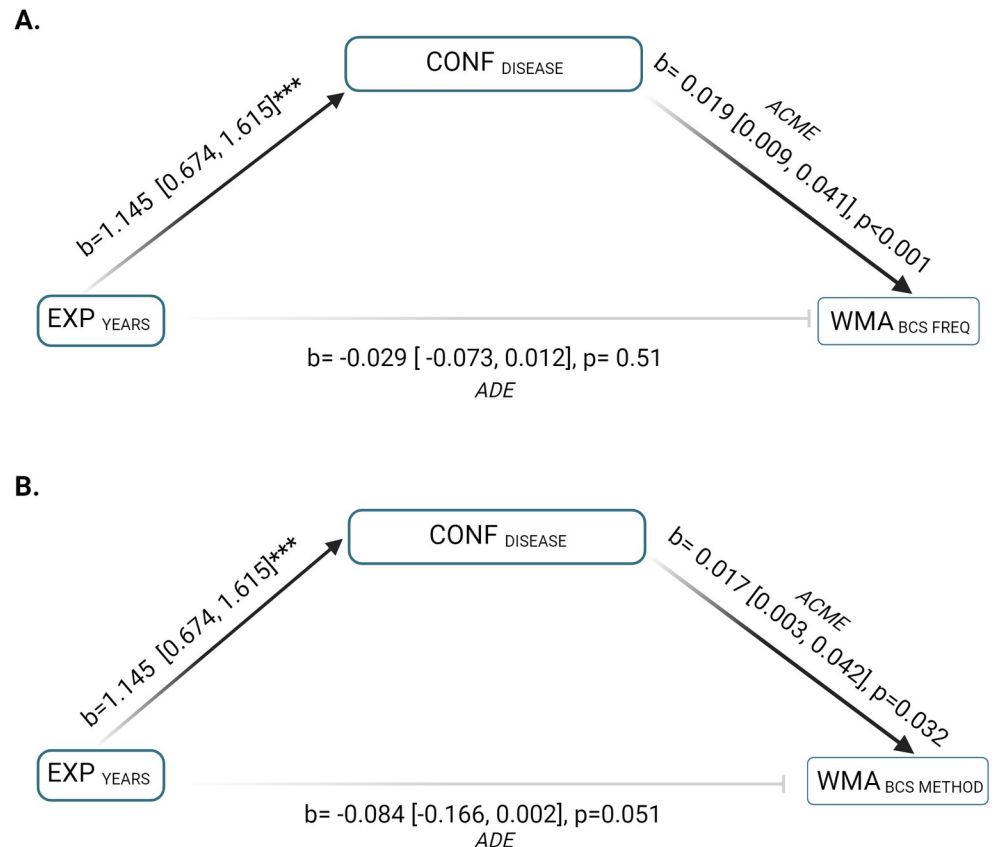 A.
CONF DISEASE
b=1.145 [0.674, 1.615]***
b= 0.019 [0.009, 0.041], p<0.001
ACME
EXP YEARS
WMA BCS FREQ
b= -0.029 [ -0.073, 0.012], p= 0.51
ADE
B.
CONF DISEASE
b=1.145 [0.674, 1.615]***
b= 0.017 [0.003, 0.042], p=0.032
ACME
EXP YEARS
WMA BCS METHOD
b= -0.084 [-0.166, 0.002], p=0.051
ADE